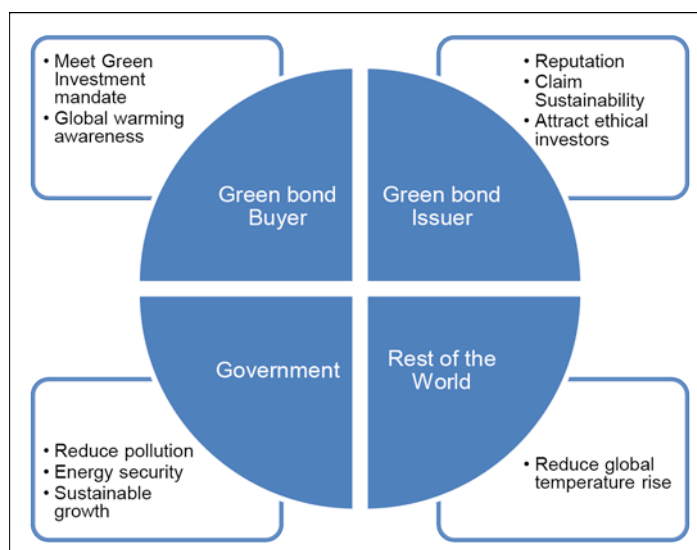 • Meet Green
Investment
mandate
• Global warming
awareness
• Reputation
• Claim
Sustainability
• Attract ethical
investors
Green bond
Buyer
Green bond
Issuer
Government
Rest of the
World
• Reduce pollution
• Energy security
• Sustainable
growth
• Reduce global
temperature rise